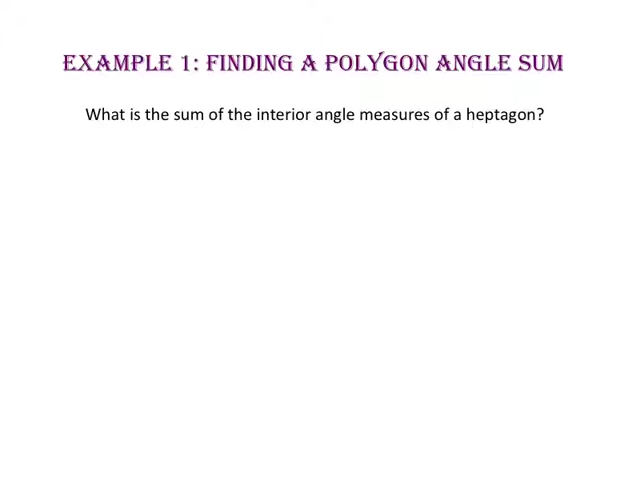 EXAMPLE 1: FINDING A POLYGON ANGLE SUM
What is the sum of the interior angle measures of a heptagon?